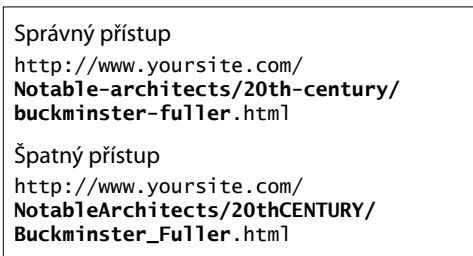 Správný přístup
http://www.yoursite.com/
Notable-architects/20th-century/
buckminster-fuller.html
Špatný přístup
http://www.yoursite.com/
NotableArchitects/20thCENTURY/
Buckminster_Fuller.html